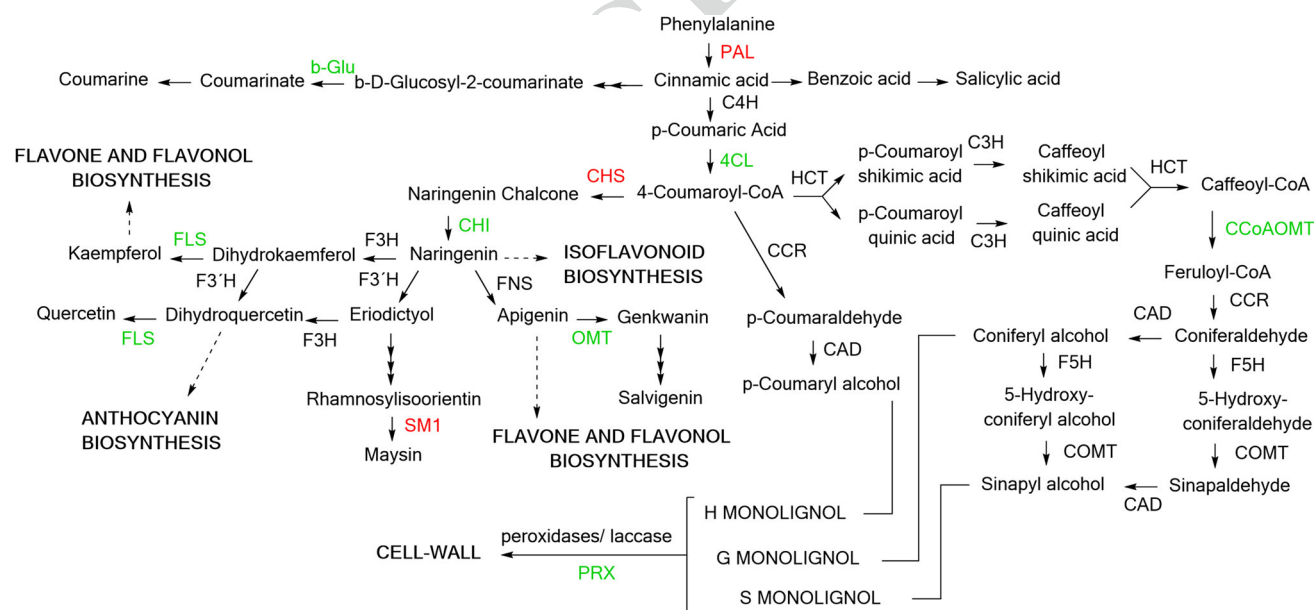 Phenylalanine
PAL
b-Glu
Coumarine
Coumarinate
b-D-Glucosyl-2-coumarinate
Cinnamic acid
Benzoic acid
Salicylic acid
C4H
p-Coumaric Acid
4CL
FLAVONE AND FLAVONOL
BIOSYNTHESIS
CHS
Naringenin Chalcone
4-Coumaroyl-CoA
HCT
p-Coumaroyl
shikimic acid
C3H
Caffeoyl
shikimic acid
HCT
Caffeoyl-CoA
p-Coumaroyl
quinic acid
C3H
Caffeoyl
quinic acid
CHI
CCoAOMT
Kaempferol
FLS
Dihydrokaemferol
F3H
Naringenin
ISOFLAVONOID
BIOSYNTHESIS
CCR
F3´H
F3´H
FNS
Feruloyl-CoA
CCR
Quercetin
FLS
Dihydroquercetin
F3H
Eriodictyol
Apigenin
OMT
Genkwanin
p-Coumaraldehyde
CAD
p-Coumaryl alcohol
Coniferyl alcohol
CAD
Coniferaldehyde
F5H
F5H
5-Hydroxy-
coniferyl alcohol
5-Hydroxy-
coniferaldehyde
Rhamnosylisoorientin
Salvigenin
ANTHOCYANIN
BIOSYNTHESIS
SM1
Maysin
FLAVONE AND FLAVONOL
BIOSYNTHESIS
COMT
COMT
Sinapyl alcohol
CAD
Sinapaldehyde
H MONOLIGNOL
peroxidases/ laccase
CELL-WALL
PRX
G MONOLIGNOL
S MONOLIGNOL